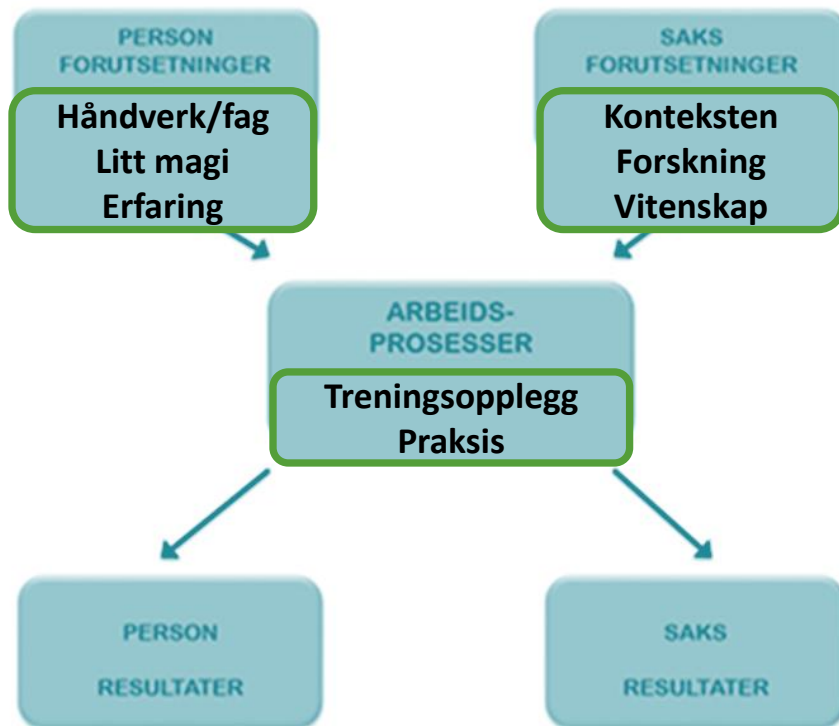 PERSON
FORUTSETNINGER
Håndverk/fag
Litt magi
Erfaring
SAKS
FORUTSETNINGER
Konteksten
Forskning
Vitenskap
ARBEIDS-
PROSESSER
Treningsopplegg
Praksis
PERSON
RESULTATER
SAKS
RESULTATER